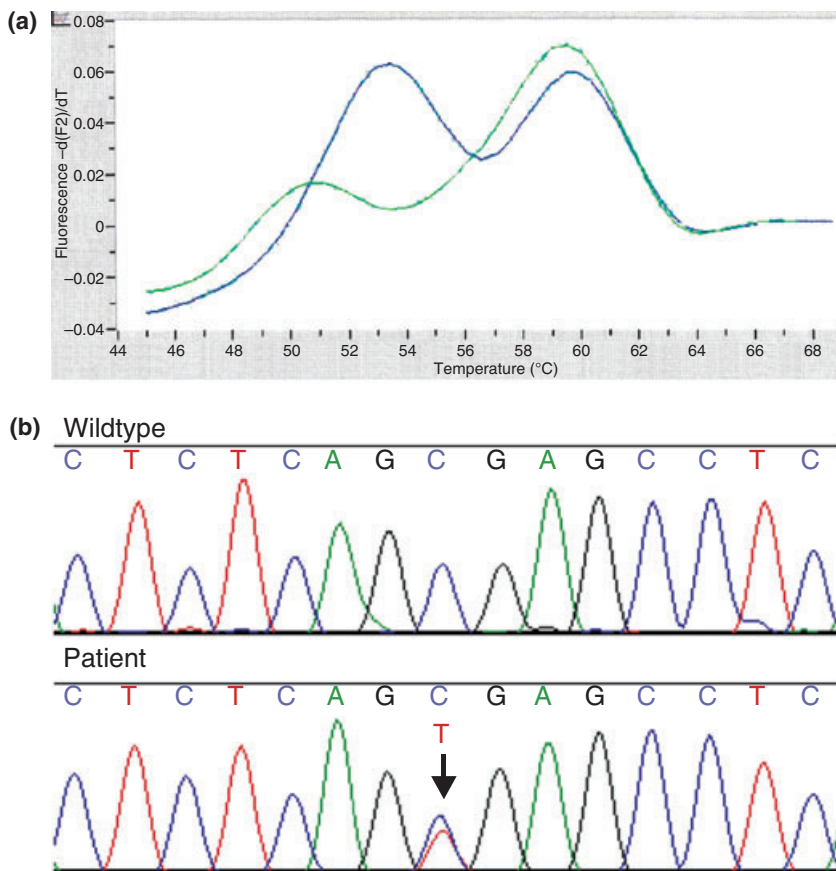 (a)
0.08
0.06
0.04
0.02
0
–0.02
–0.04
Fluorescence –d(F2)/dT
44 46 48 50 52 54 56 58 60 62 64 66 68
Temperature (°C)
(b)
Wildtype
C T C T C A G C G A G C C T C
Patient
C T C T C A G C G A G C C T C
T